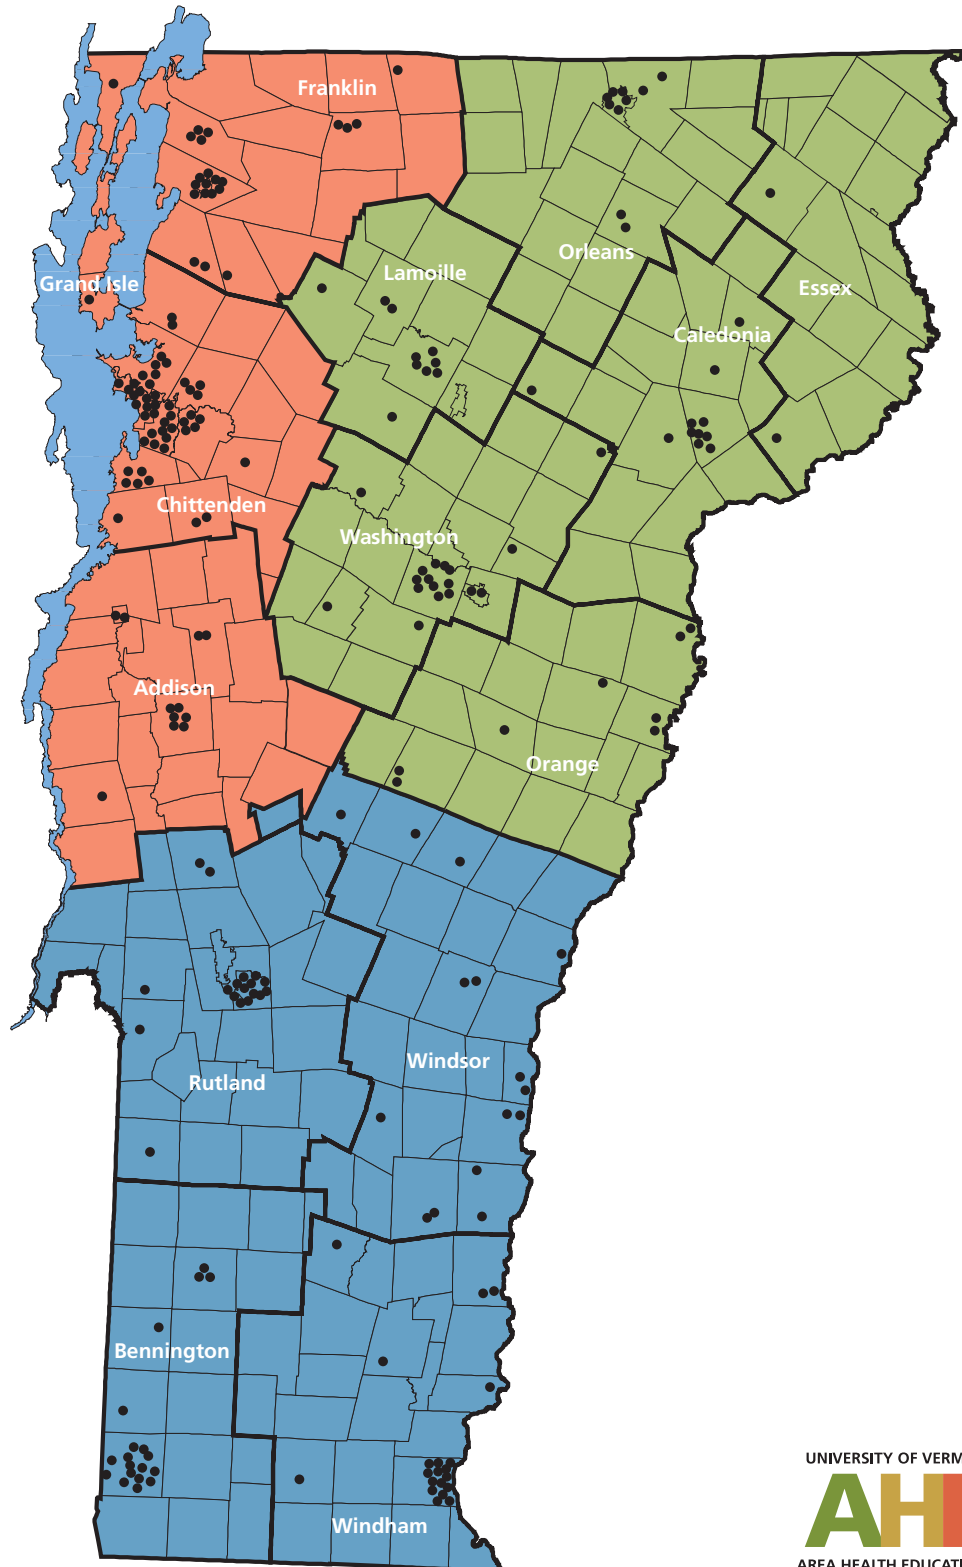 Franklin
Grand Isle
Lamoille
Orleans
Essex
Caledonia
Chittenden
Washington
Addison
Orange
Rutland
Windsor
Bennington
Windham
UNIVERSITY OF VERM
AH
AREA HEALTH EDUCATI